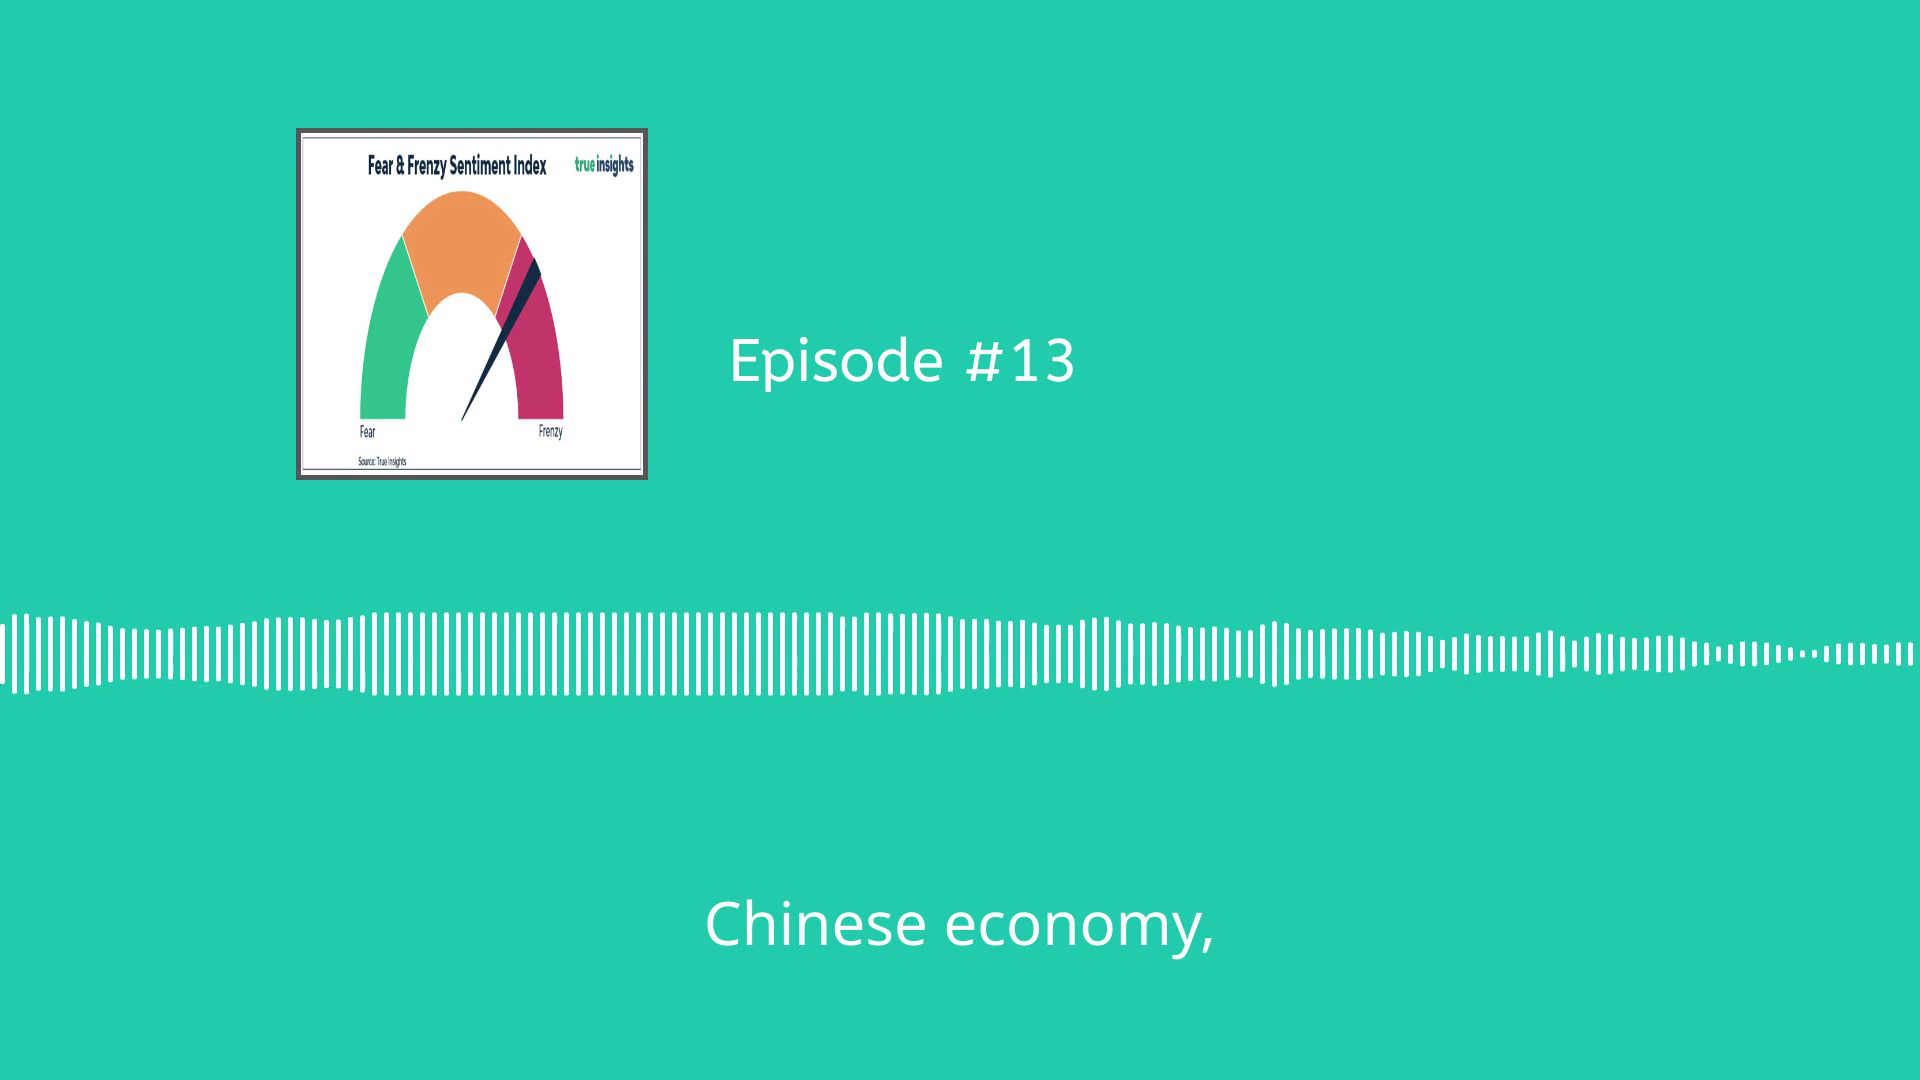 Fear & Frenzy Sentiment Index
true insights
Fear
Frenzy
Source: True Insights
Episode #13
Chinese economy,